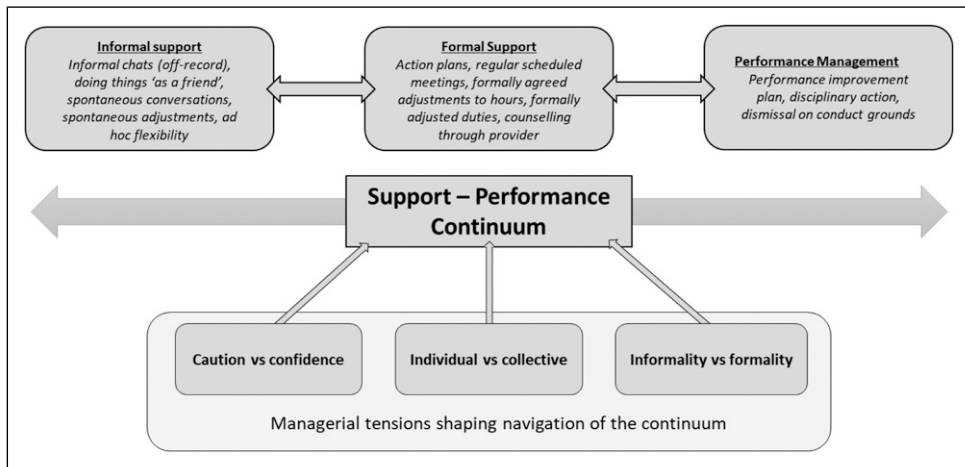 Informal support
Informal chats (off-record),
doing things ‘as a friend’,
spontaneous conversations,
spontaneous adjustments, ad
hoc flexibility
Formal Support
Action plans, regular scheduled
meetings, formally agreed
adjustments to hours, formally
adjusted duties, counselling
through provider
Performance Management
Performance improvement
plan, disciplinary action,
dismissal on conduct grounds
Support – Performance
Continuum
Caution vs confidence
Individual vs collective
Informality vs formality
Managerial tensions shaping navigation of the continuum